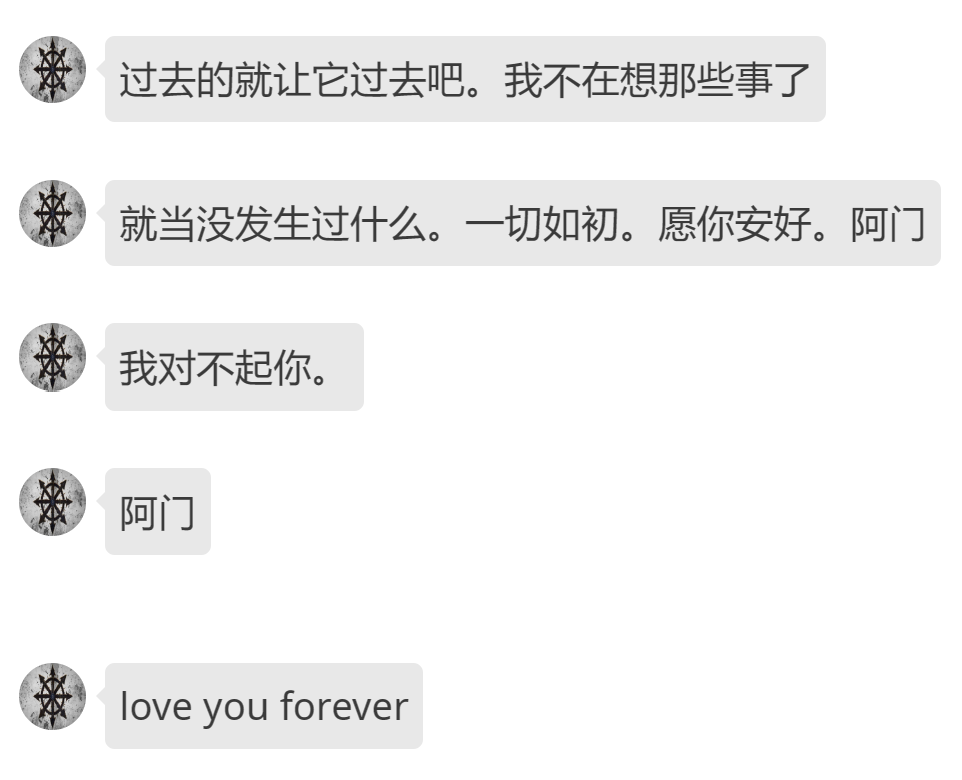 过去的就让它过去吧。我不在想那些事了
就当没发生过什么。一切如初。愿你安好。阿门
我对不起你。
阿门
love you forever